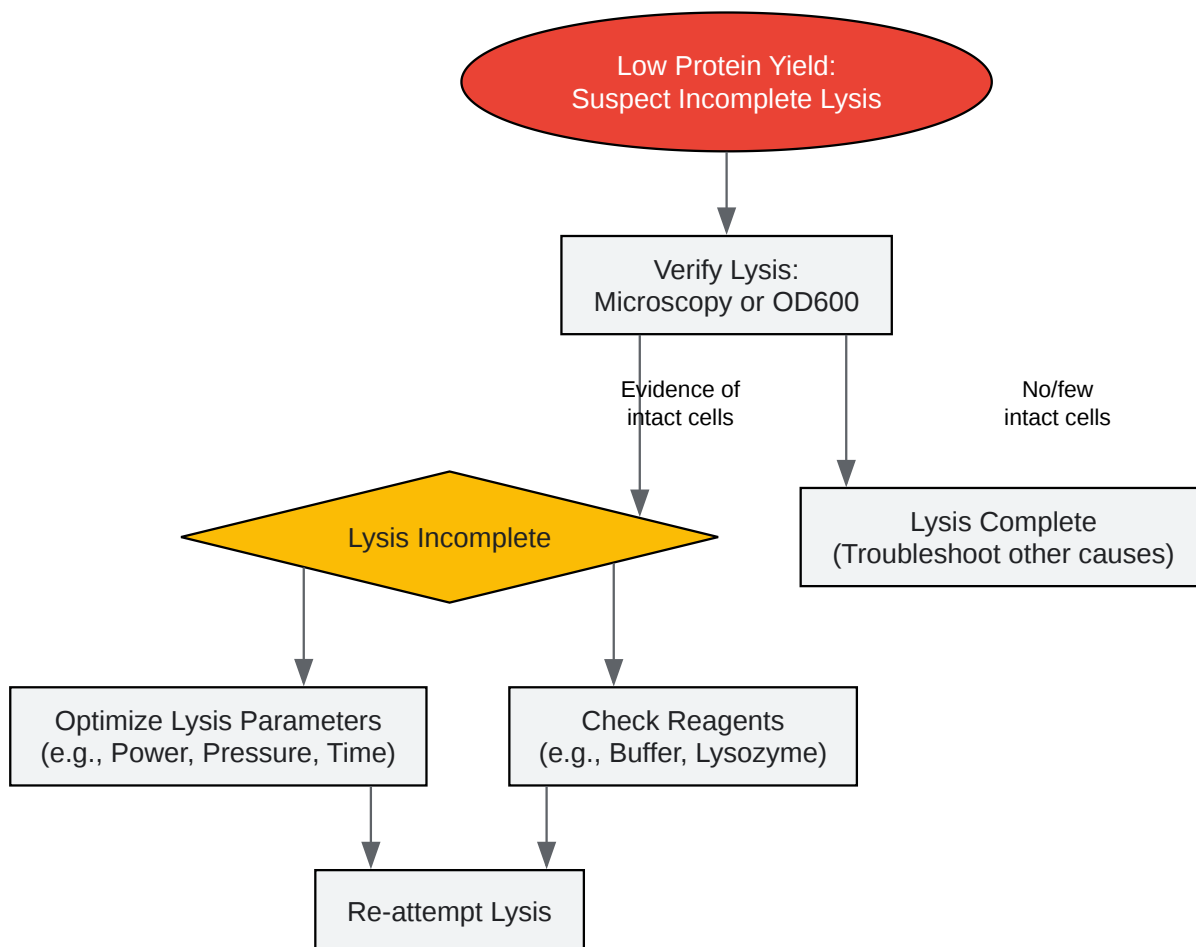 Low Protein Yield:
Suspect Incomplete Lysis
Verify Lysis:
Microscopy or OD600
Evidence of
intact cells
No/few
intact cells
Lysis Incomplete
Lysis Complete
(Troubleshoot other causes)
Optimize Lysis Parameters
(e.g., Power, Pressure, Time)
Check Reagents
(e.g., Buffer, Lysozyme)
Re-attempt Lysis